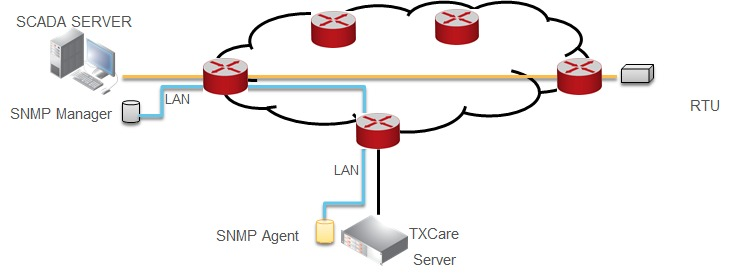 SCADA SERVER
SNMP Manager
LAN
RTU
LAN
SNMP Agent
TXCare
Server